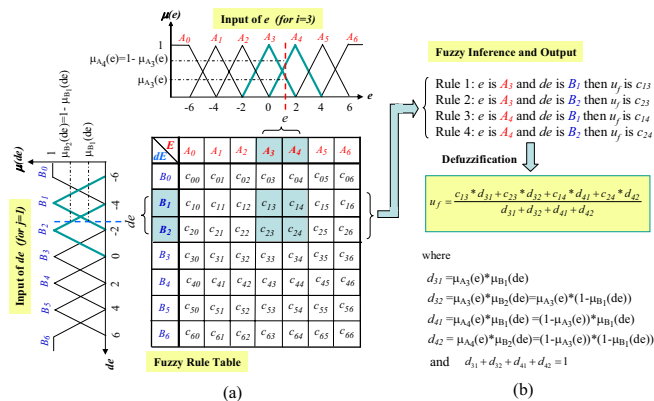 Input of e (for i=3)
μ(e)
A0 A1 A2 A3 A4 A5 A6
1
μA4(e)=1- μA3(e)
μA3(e)
-6 -4 -2 0 2 4 6 e
e
Input of de (for j=1)
μ(de)
1
μB2(de)=1- μB1(de)
μB1(de)
B0 B1 B2 B3 B4 B5 B6
-6 -4 -2 0 2 4 6
de
de
de
E
dE
A0 A1 A2 A3 A4 A5 A6
B0 c00 c01 c02 c03 c04 c05 c06
B1 c10 c11 c12 c13 c14 c15 c16
B2 c20 c21 c22 c23 c24 c25 c26
B3 c30 c31 c32 c33 c34 c35 c36
B4 c40 c41 c42 c43 c44 c45 c46
B5 c50 c51 c52 c53 c54 c55 c56
B6 c60 c61 c62 c63 c64 c65 c66
Fuzzy Rule Table
(a)
Fuzzy Inference and Output
Rule 1: e is A3 and de is B1 then uf is c13
Rule 2: e is A3 and de is B2 then uf is c23
Rule 3: e is A4 and de is B1 then uf is c14
Rule 4: e is A4 and de is B2 then uf is c24
Defuzzification
uf = (c13 * d31 + c23 * d32 + c14 * d41 + c24 * d42) / (d31 + d32 + d41 + d42)
where
d31 =μA3(e)*μB1(de)
d32 =μA3(e)*μB2(de)=μA3(e)*(1-μB1(de))
d41 =μA4(e)*μB1(de) =(1-μA3(e))*μB1(de)
d42 = μA4(e)*μB2(de)=(1-μA3(e))*(1-μB1(de))
and d31 + d32 + d41 + d42 = 1
(b)